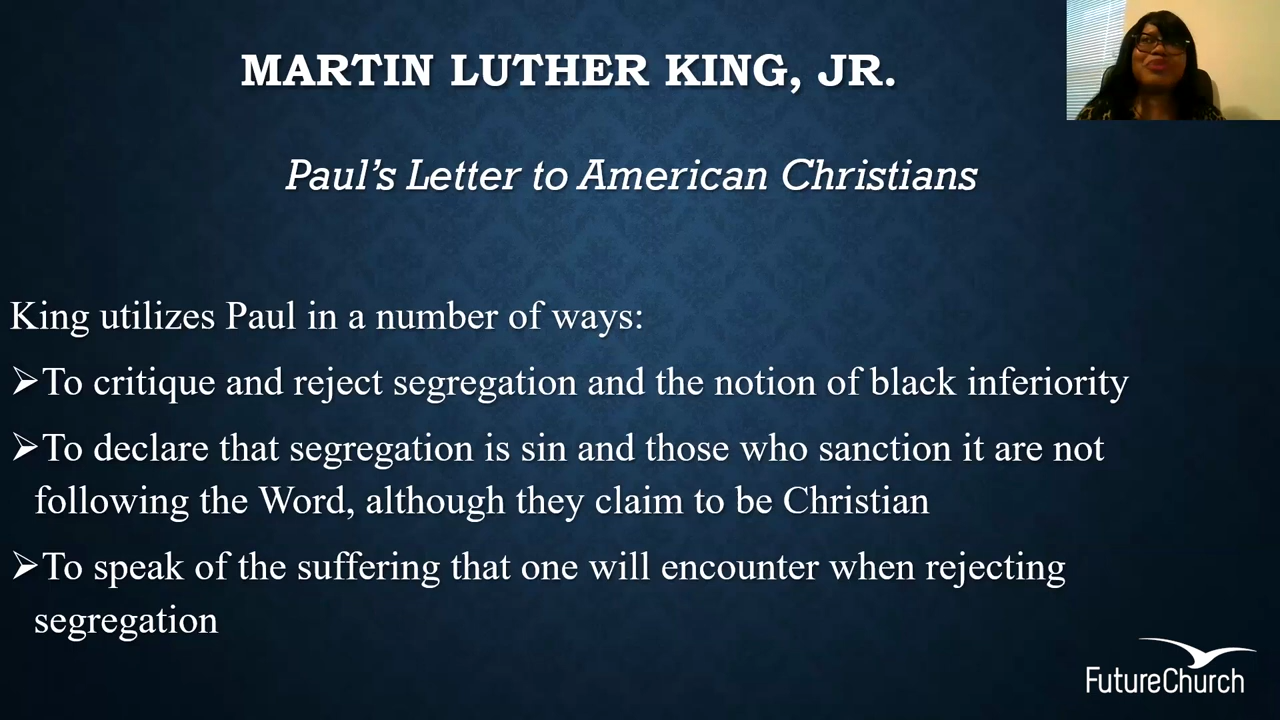 MARTIN LUTHER KING, JR.
Paul's Letter to American Christians
King utilizes Paul in a number of ways:
➢To critique and reject segregation and the notion of black inferiority
➢To declare that segregation is sin and those who sanction it are not
following the Word, although they claim to be Christian
➢To speak of the suffering that one will encounter when rejecting
segregation
FutureChurch